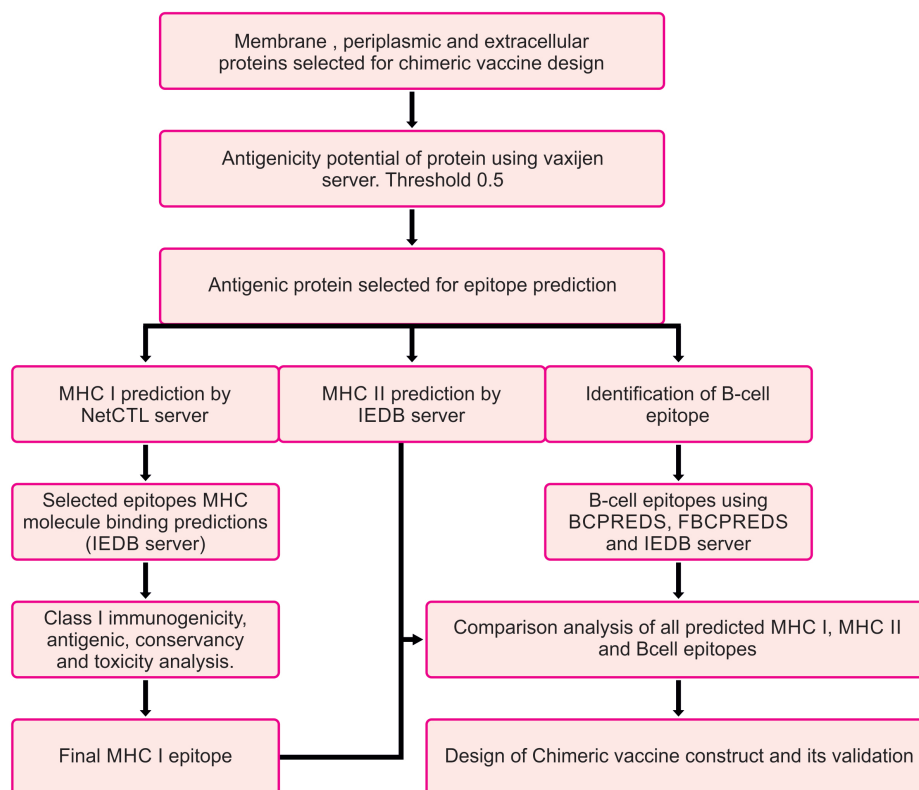 Membrane , periplasmic and extracellular
proteins selected for chimeric vaccine design
Antigenicity potential of protein using vaxijen
server. Threshold 0.5
Antigenic protein selected for epitope prediction
MHC I prediction by
NetCTL server
MHC II prediction by
IEDB server
Identification of B-cell
epitope
Selected epitopes MHC
molecule binding predictions
(IEDB server)
B-cell epitopes using
BCPREDS, FBCPREDS
and IEDB server
Class I immunogenicity,
antigenic, conservancy
and toxicity analysis.
Comparison analysis of all predicted MHC I, MHC II
and Bcell epitopes
Final MHC I epitope
Design of Chimeric vaccine construct and its validation